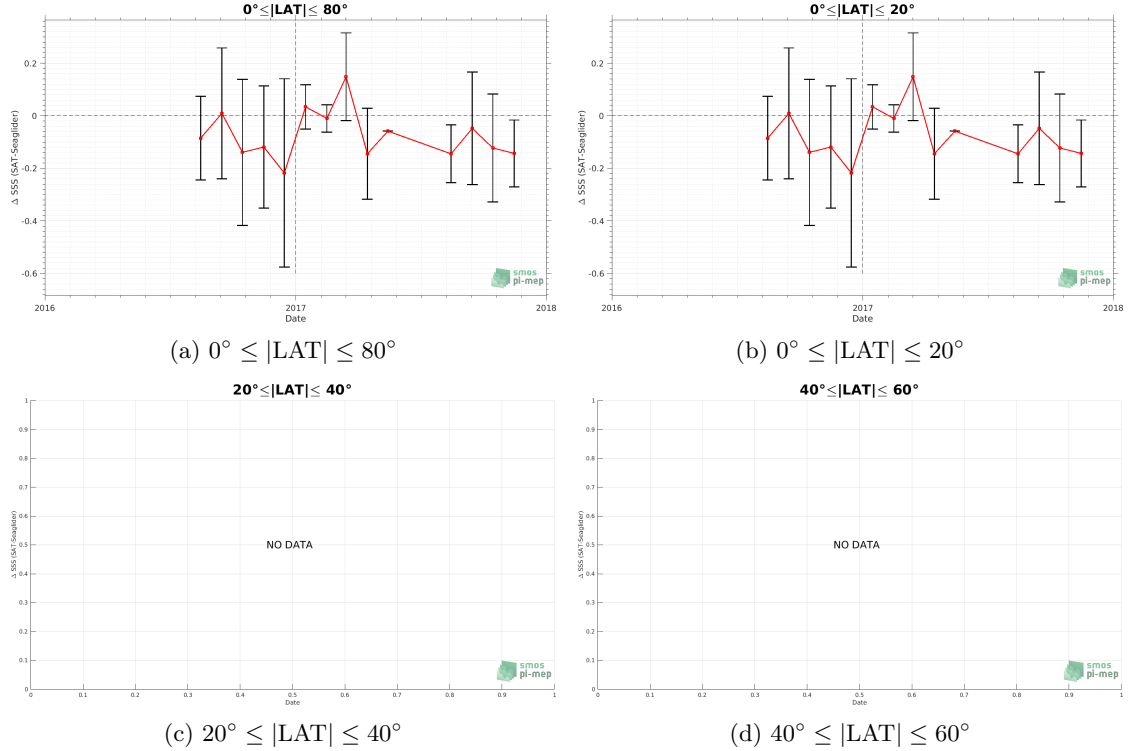 0°≤|LAT|≤ 80°
Δ SSS (SAT-Seaglider)
0.2
0
-0.2
-0.4
-0.6
2016
2017
2018
Date
smos
pi-mep
(a) 0° ≤ |LAT| ≤ 80°
0°≤|LAT|≤ 20°
Δ SSS (SAT-Seaglider)
0.2
0
-0.2
-0.4
-0.6
2016
2017
2018
Date
smos
pi-mep
(b) 0° ≤ |LAT| ≤ 20°
20°≤|LAT|≤ 40°
Δ SSS (SAT-Seaglider)
1
0.9
0.8
0.7
0.6
0.5
0.4
0.3
0.2
0.1
0
NO DATA
0 0.1 0.2 0.3 0.4 0.5 0.6 0.7 0.8 0.9 1
Date
smos
pi-mep
(c) 20° ≤ |LAT| ≤ 40°
40°≤|LAT|≤ 60°
Δ SSS (SAT-Seaglider)
1
0.9
0.8
0.7
0.6
0.5
0.4
0.3
0.2
0.1
0
NO DATA
0 0.1 0.2 0.3 0.4 0.5 0.6 0.7 0.8 0.9 1
Date
smos
pi-mep
(d) 40° ≤ |LAT| ≤ 60°